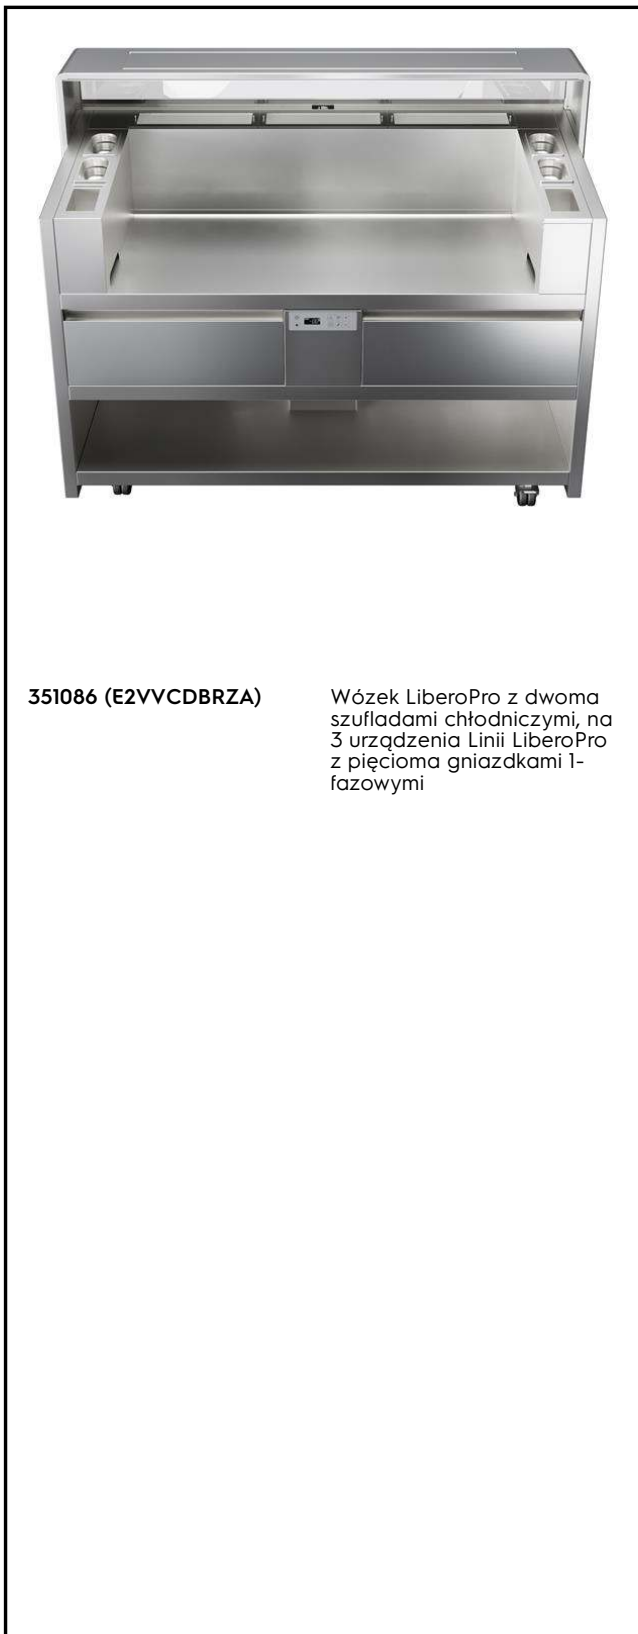 351086 (E2VVCDBRZA)
Wózek LiberoPro z dwoma
szufladami chłodniczymi, na
3 urządzenia Linii LiberoPro
z pięcioma gniazdkami 1-
fazowymi